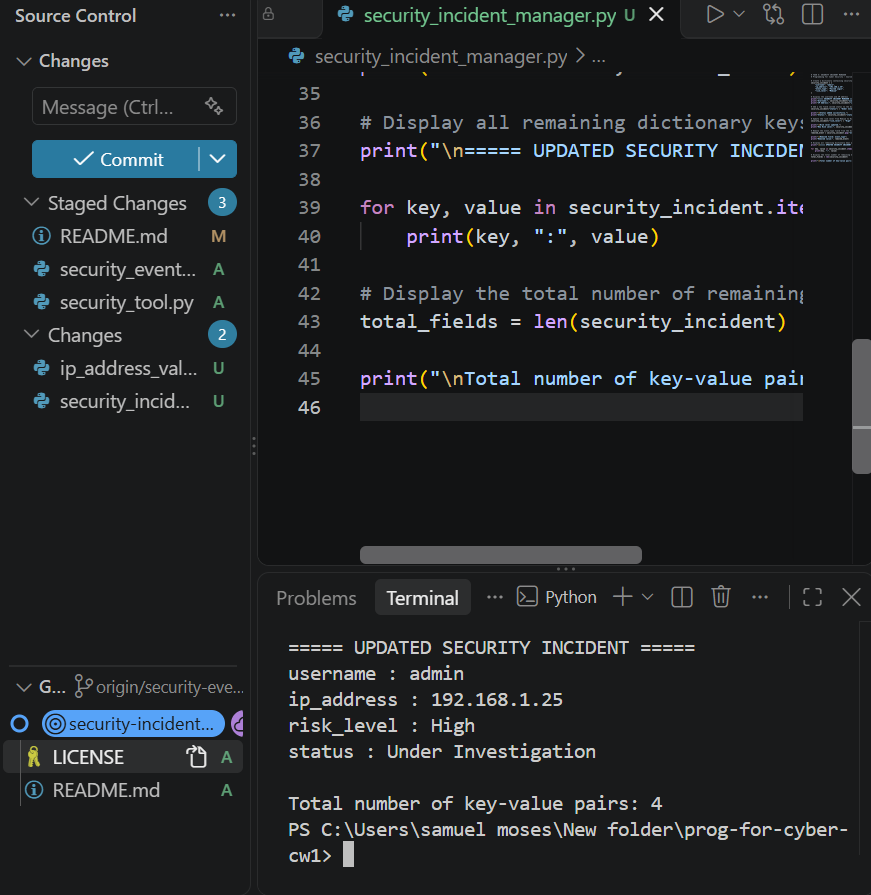 Source Control
Changes
Message (Ctrl...
Commit
Staged Changes 3
README.md M
security_event... A
security_tool.py A
Changes 2
ip_address_val... U
security_incid... U
G... origin/security-eve...
security-incident...
LICENSE A
README.md A
security_incident_manager.py U
security_incident_manager.py > ...
35
36 # Display all remaining dictionary keys
37 print("\n===== UPDATED SECURITY INCIDEN
38
39 for key, value in security_incident.ite
40 print(key, ":", value)
41
42 # Display the total number of remaining
43 total_fields = len(security_incident)
44
45 print("\nTotal number of key-value pair
46
Problems Terminal ... Python
===== UPDATED SECURITY INCIDENT =====
username : admin
ip_address : 192.168.1.25
risk_level : High
status : Under Investigation
Total number of key-value pairs: 4
PS C:\Users\samuel moses\New folder\prog-for-cyber-
cw1>